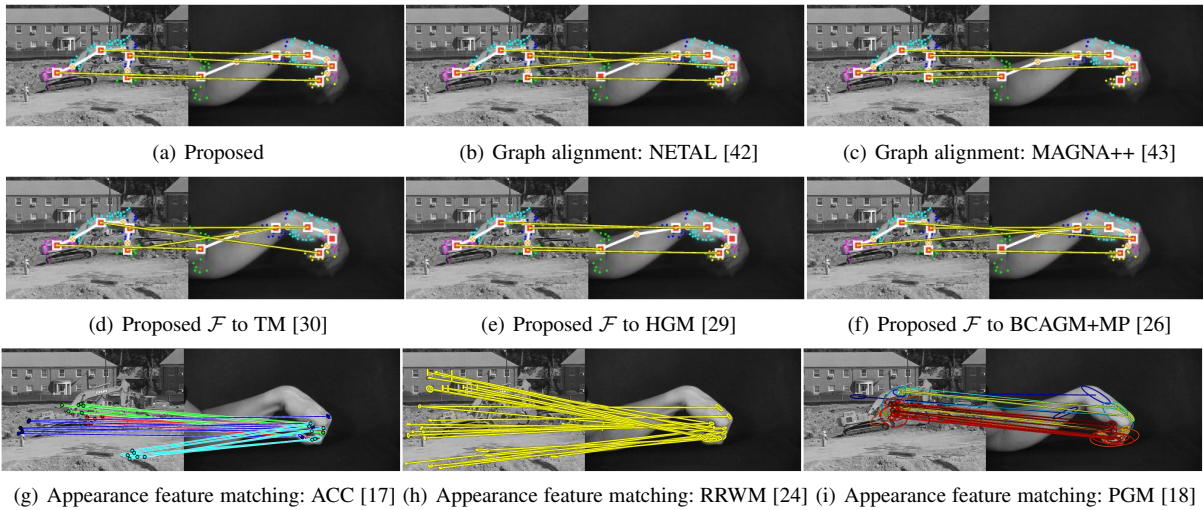 (a) Proposed
(b) Graph alignment: NETAL [42]
(c) Graph alignment: MAGNA++ [43]
(d) Proposed ℱ to TM [30]
(e) Proposed ℱ to HGM [29]
(f) Proposed ℱ to BCAGM+MP [26]
(g) Appearance feature matching: ACC [17]
(h) Appearance feature matching: RRWM [24]
(i) Appearance feature matching: PGM [18]